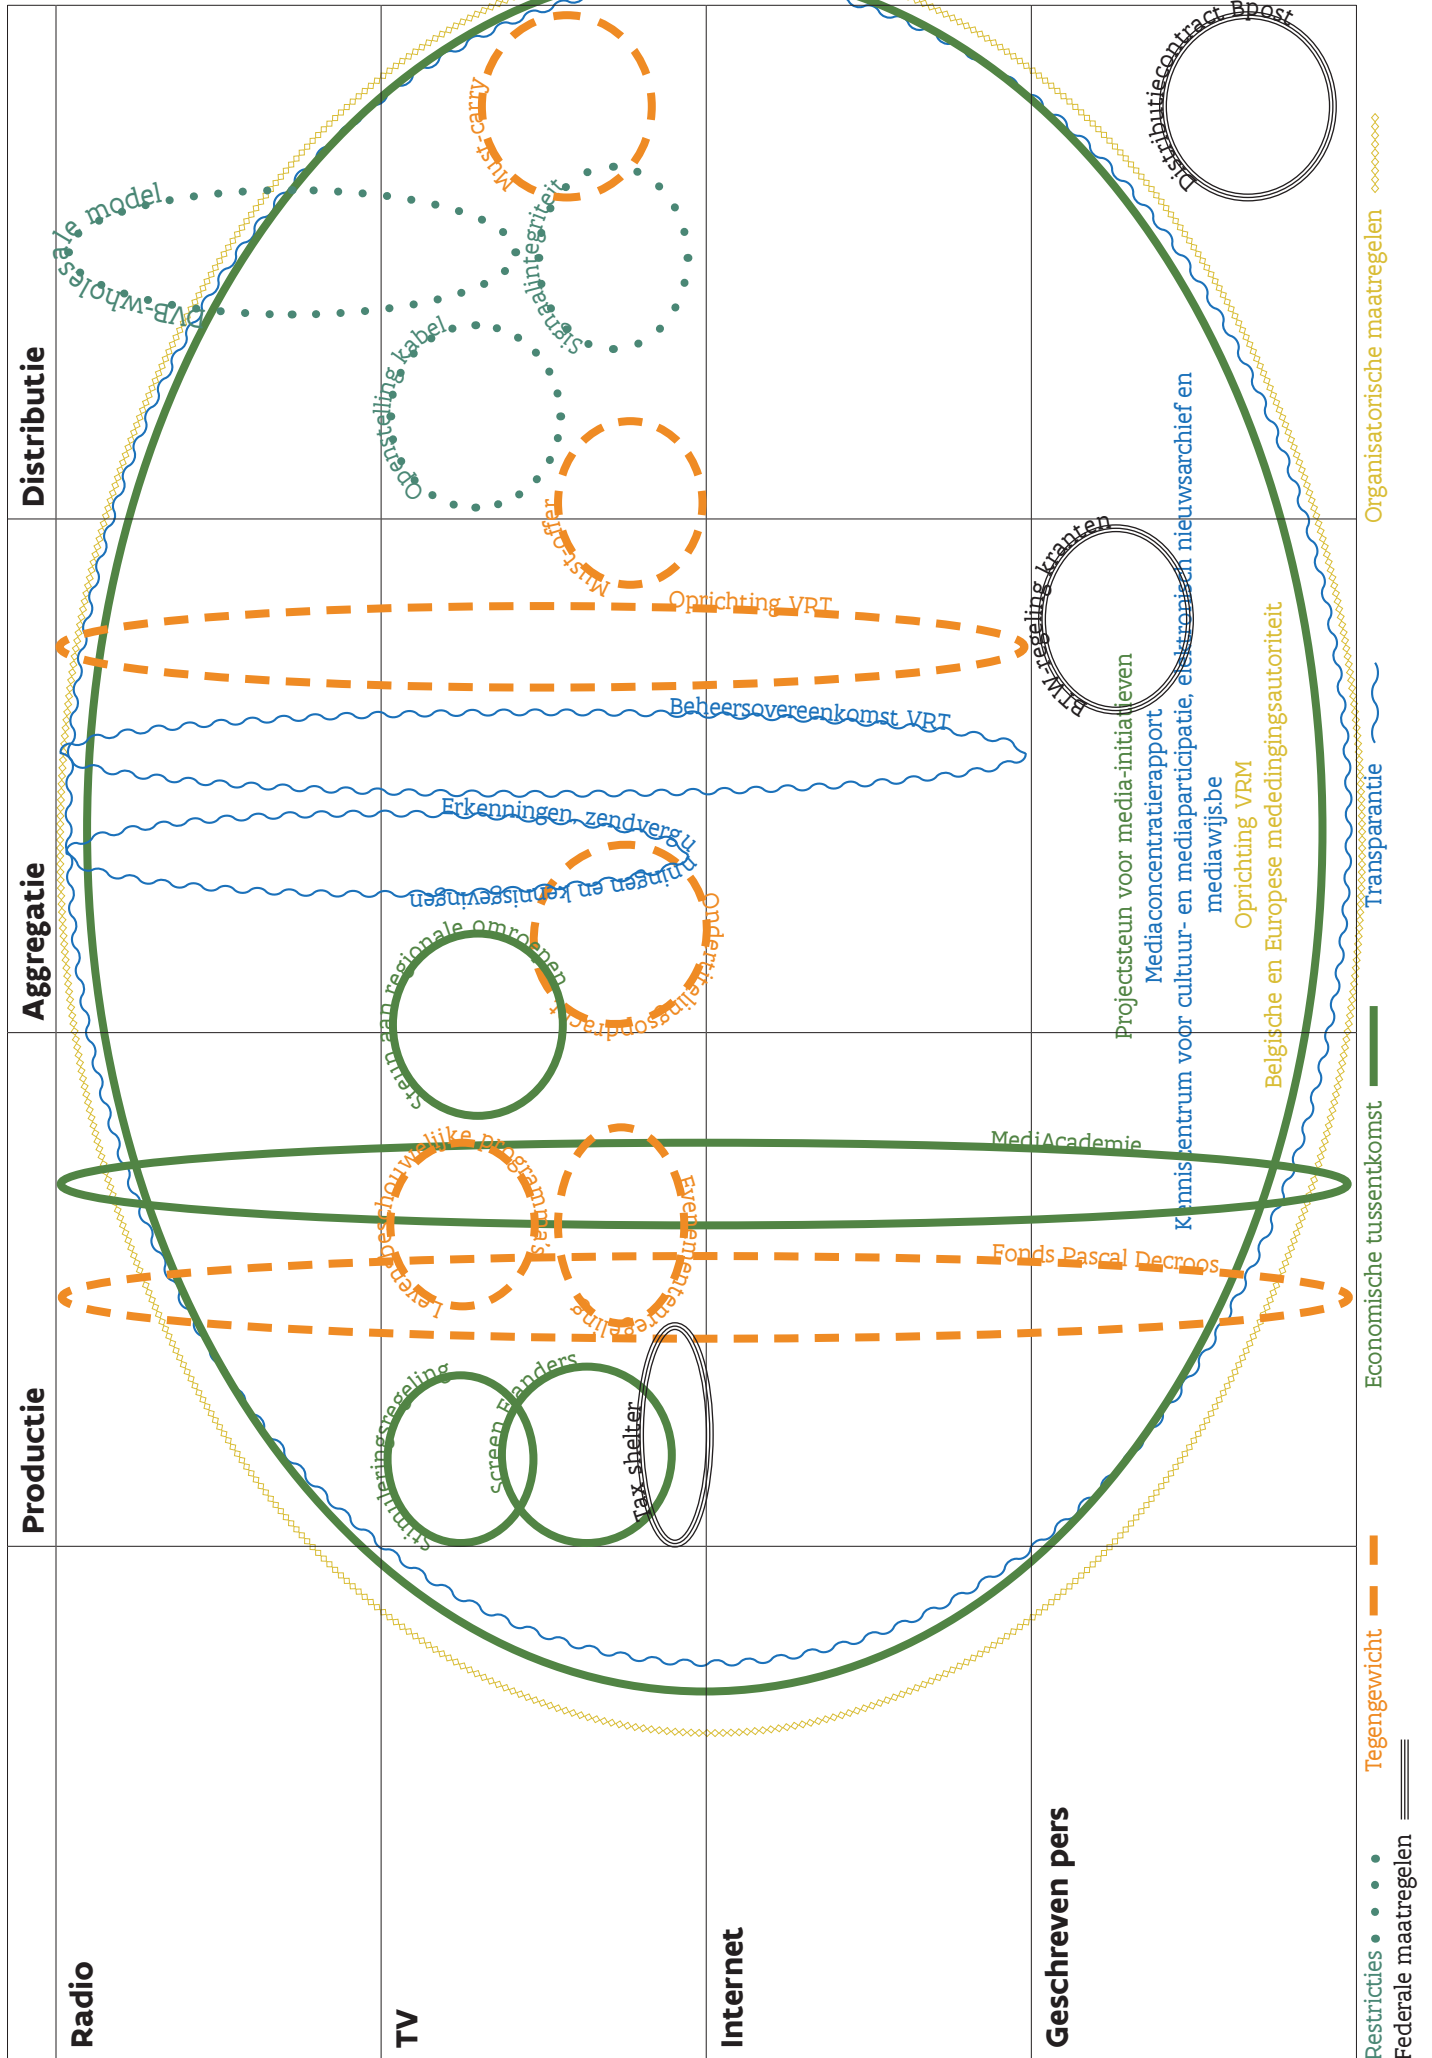 Productie
Aggregatie
Distributie
Radio
DVB-wholesale model
TV
Stimuleringsregeling
Screen Flanders
Tax shelter
Levensbeschouwelijke programma's
Evenementenregeling
Steun aan regionale omroepen
Ondertitelingsopdracht
Erkenningen, zendvergunningen en kennisgevingen
Beheersovereenkomst VRT
Oprichting VRT
Must-offer
Openstelling kabel
Signaalintegriteit
Must-carry
Internet
Fonds Pascal Decroos
MediAcademie
Geschreven pers
BTW-regeling kranten
Distributiecontract Bpost
Projectsteun voor media-initiatieven
Mediaconcentratierapport
Kenniscentrum voor cultuur- en mediaparticipatie, elektronisch nieuwsarchief en
mediawijs.be
Oprichting VRM
Belgische en Europese mededingingsautoriteit
Restricties
Tegengewicht
Economische tussentkomst
Transparantie
Organisatorische maatregelen
Federale maatregelen